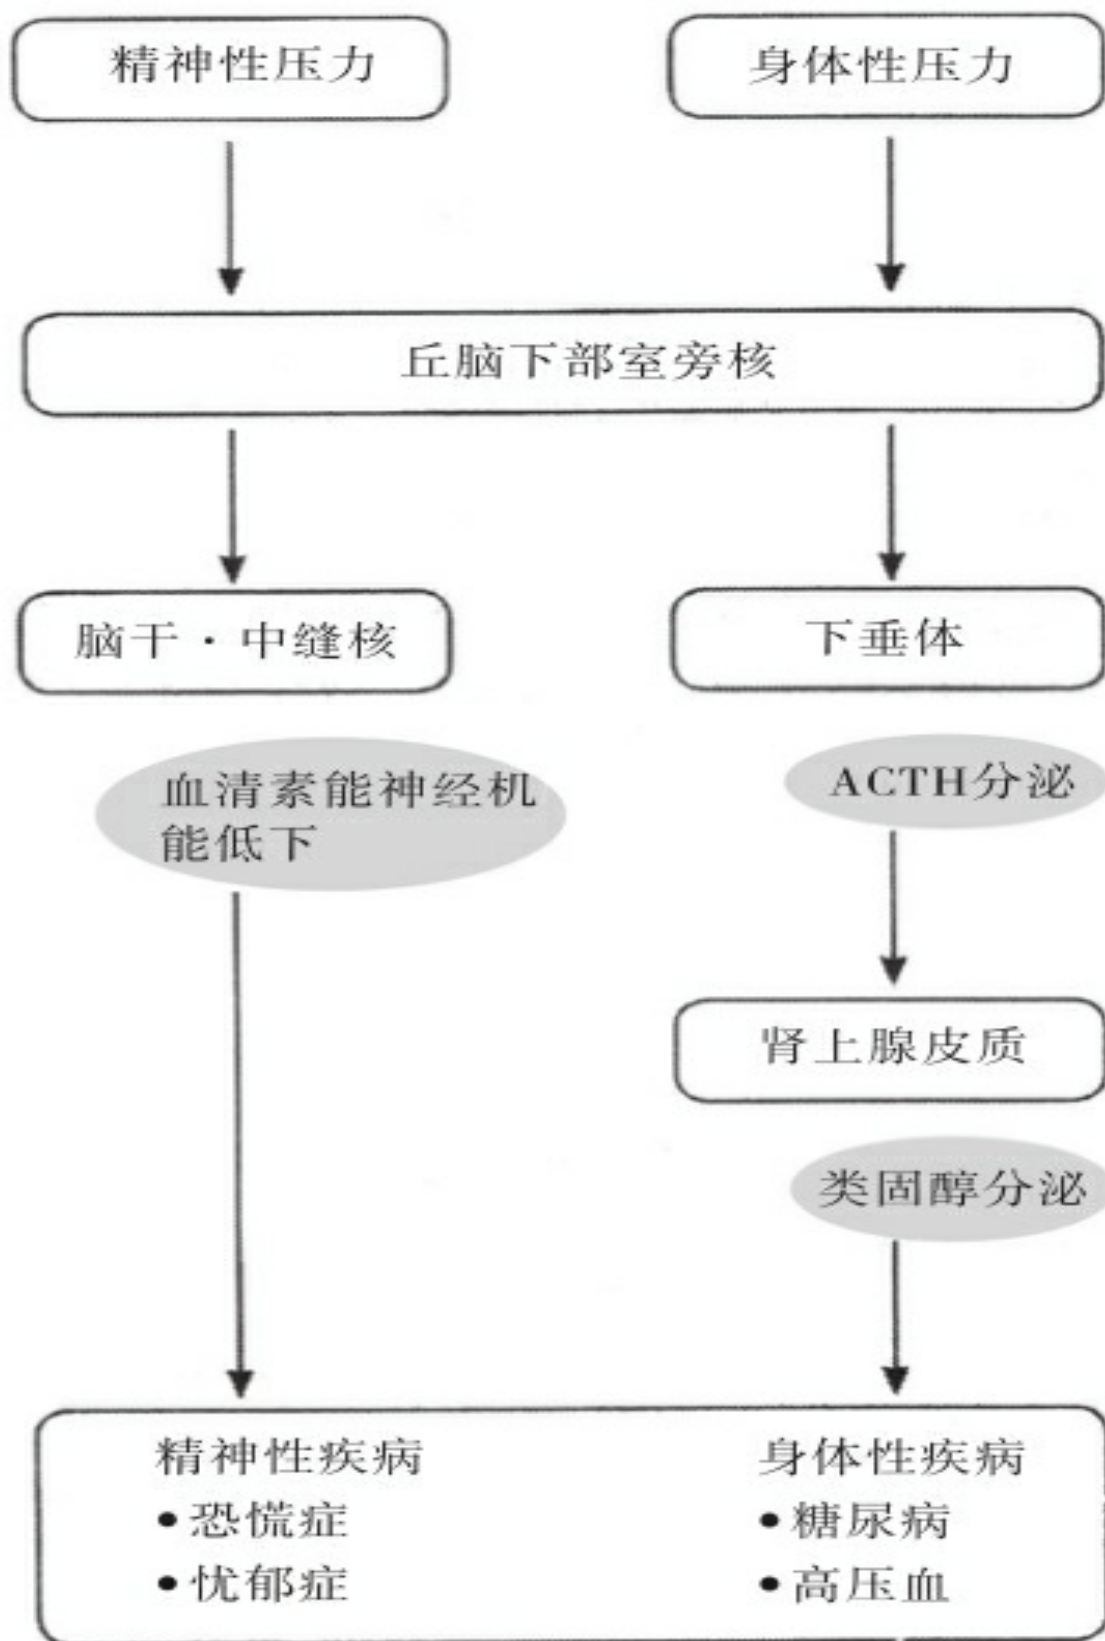 精神性压力
身体性压力
丘脑下部室旁核
脑干·中缝核
下垂体
血清素能神经机
能低下
ACTH分泌
肾上腺皮质
类固醇分泌
精神性疾病
•恐慌症
•忧郁症
身体性疾病
•糖尿病
•高压血